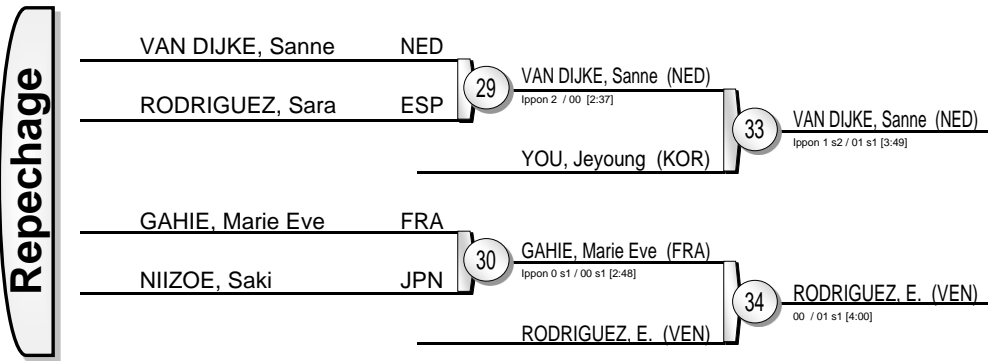 Repechage
VAN DIJKE, Sanne NED
RODRIGUEZ, Sara ESP
29
VAN DIJKE, Sanne (NED)
Ippon 2 / 00 [2:37]
YOU, Jeyoung (KOR)
33
VAN DIJKE, Sanne (NED)
Ippon 1 s2 / 01 s1 [3:49]
GAHIE, Marie Eve FRA
NIIZOE, Saki JPN
30
GAHIE, Marie Eve (FRA)
Ippon 0 s1 / 00 s1 [2:48]
RODRIGUEZ, E. (VEN)
34
RODRIGUEZ, E. (VEN)
00 / 01 s1 [4:00]